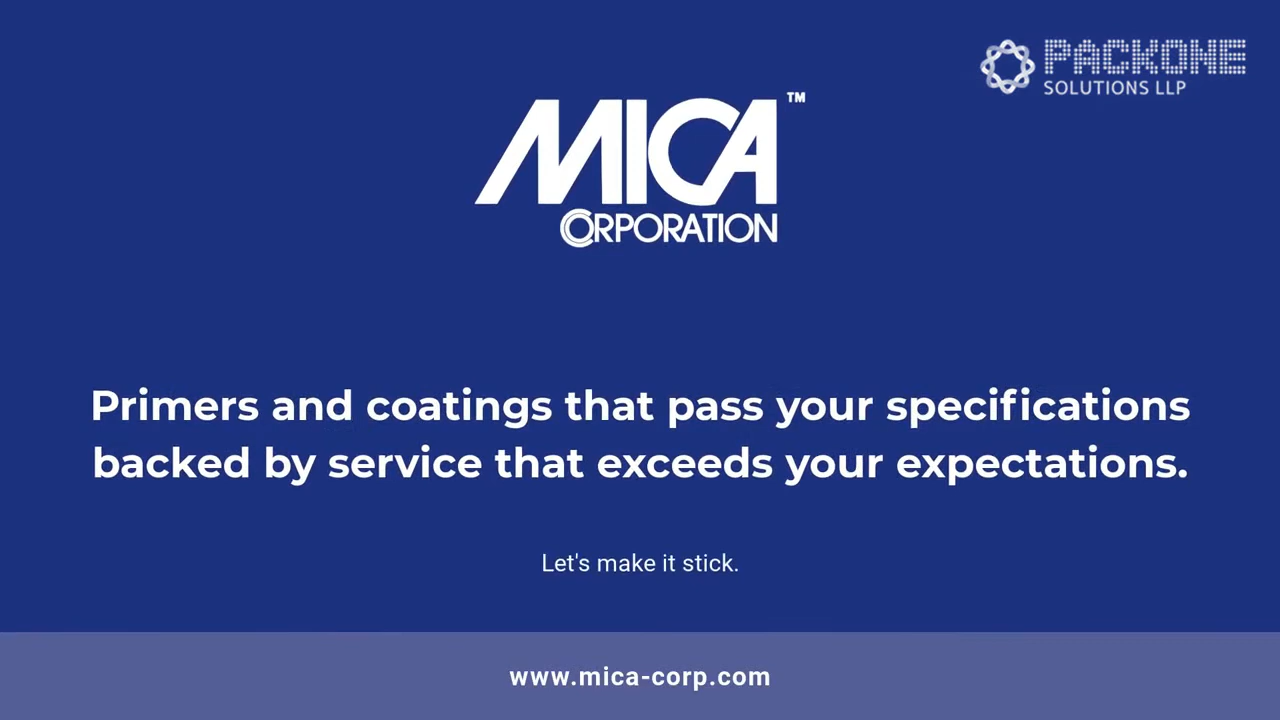 PACKONE
SOLUTIONS LLP
MICA™
CORPORATION
Primers and coatings that pass your specifications
backed by service that exceeds your expectations.
Let's make it stick.
www.mica-corp.com